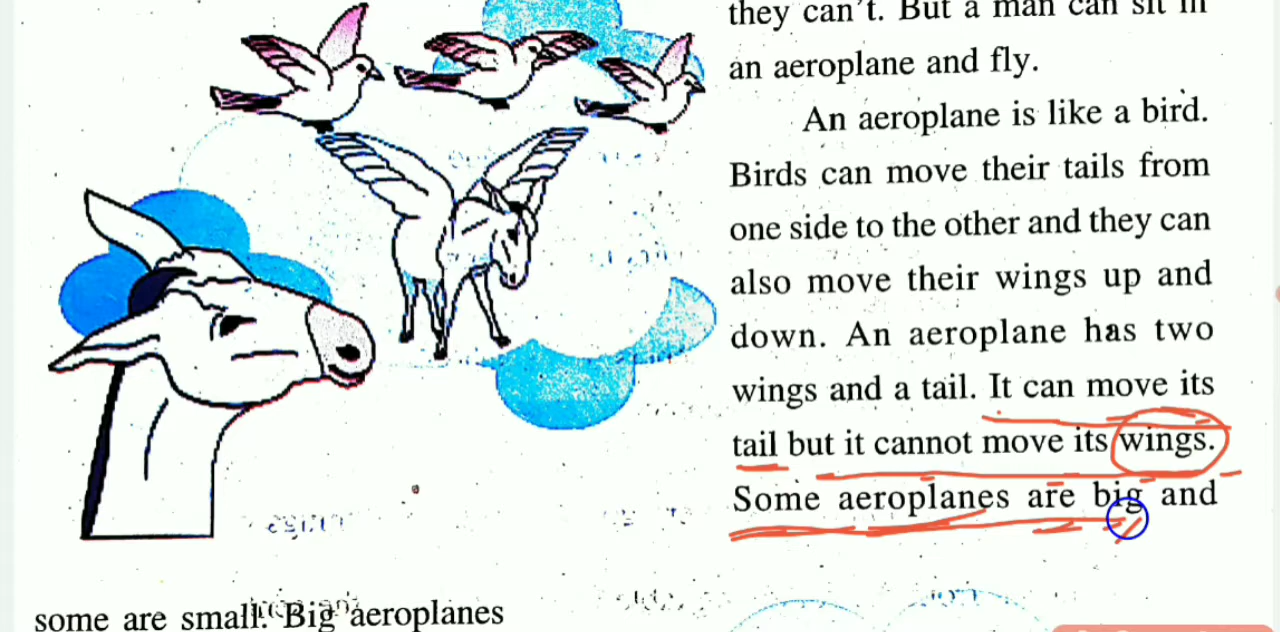 they can't. But a man can sit in
an aeroplane and fly.
An aeroplane is like a bird.
Birds can move their tails from
one side to the other and they can
also move their wings up and
down. An aeroplane has two
wings and a tail. It can move its
tail but it cannot move its wings.
Some aeroplanes are big and
some are small. Big aeroplanes